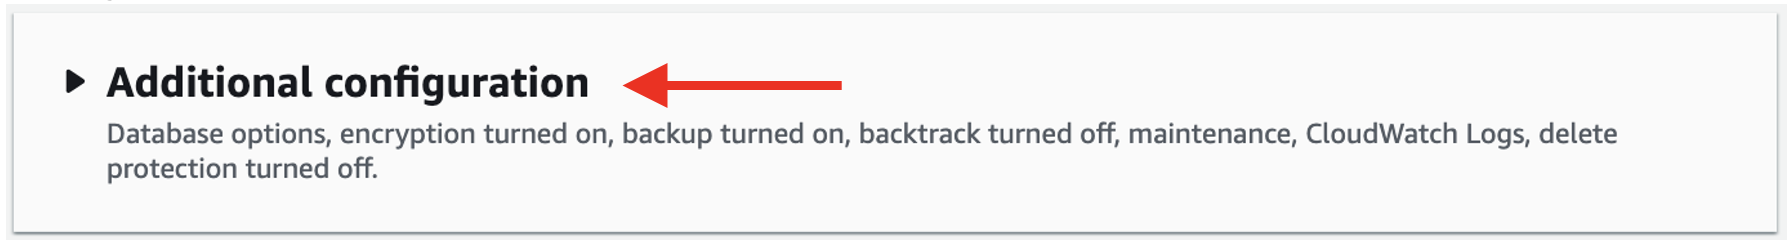 Additional configuration
Database options, encryption turned on, backup turned on, backtrack turned off, maintenance, CloudWatch Logs, delete
protection turned off.